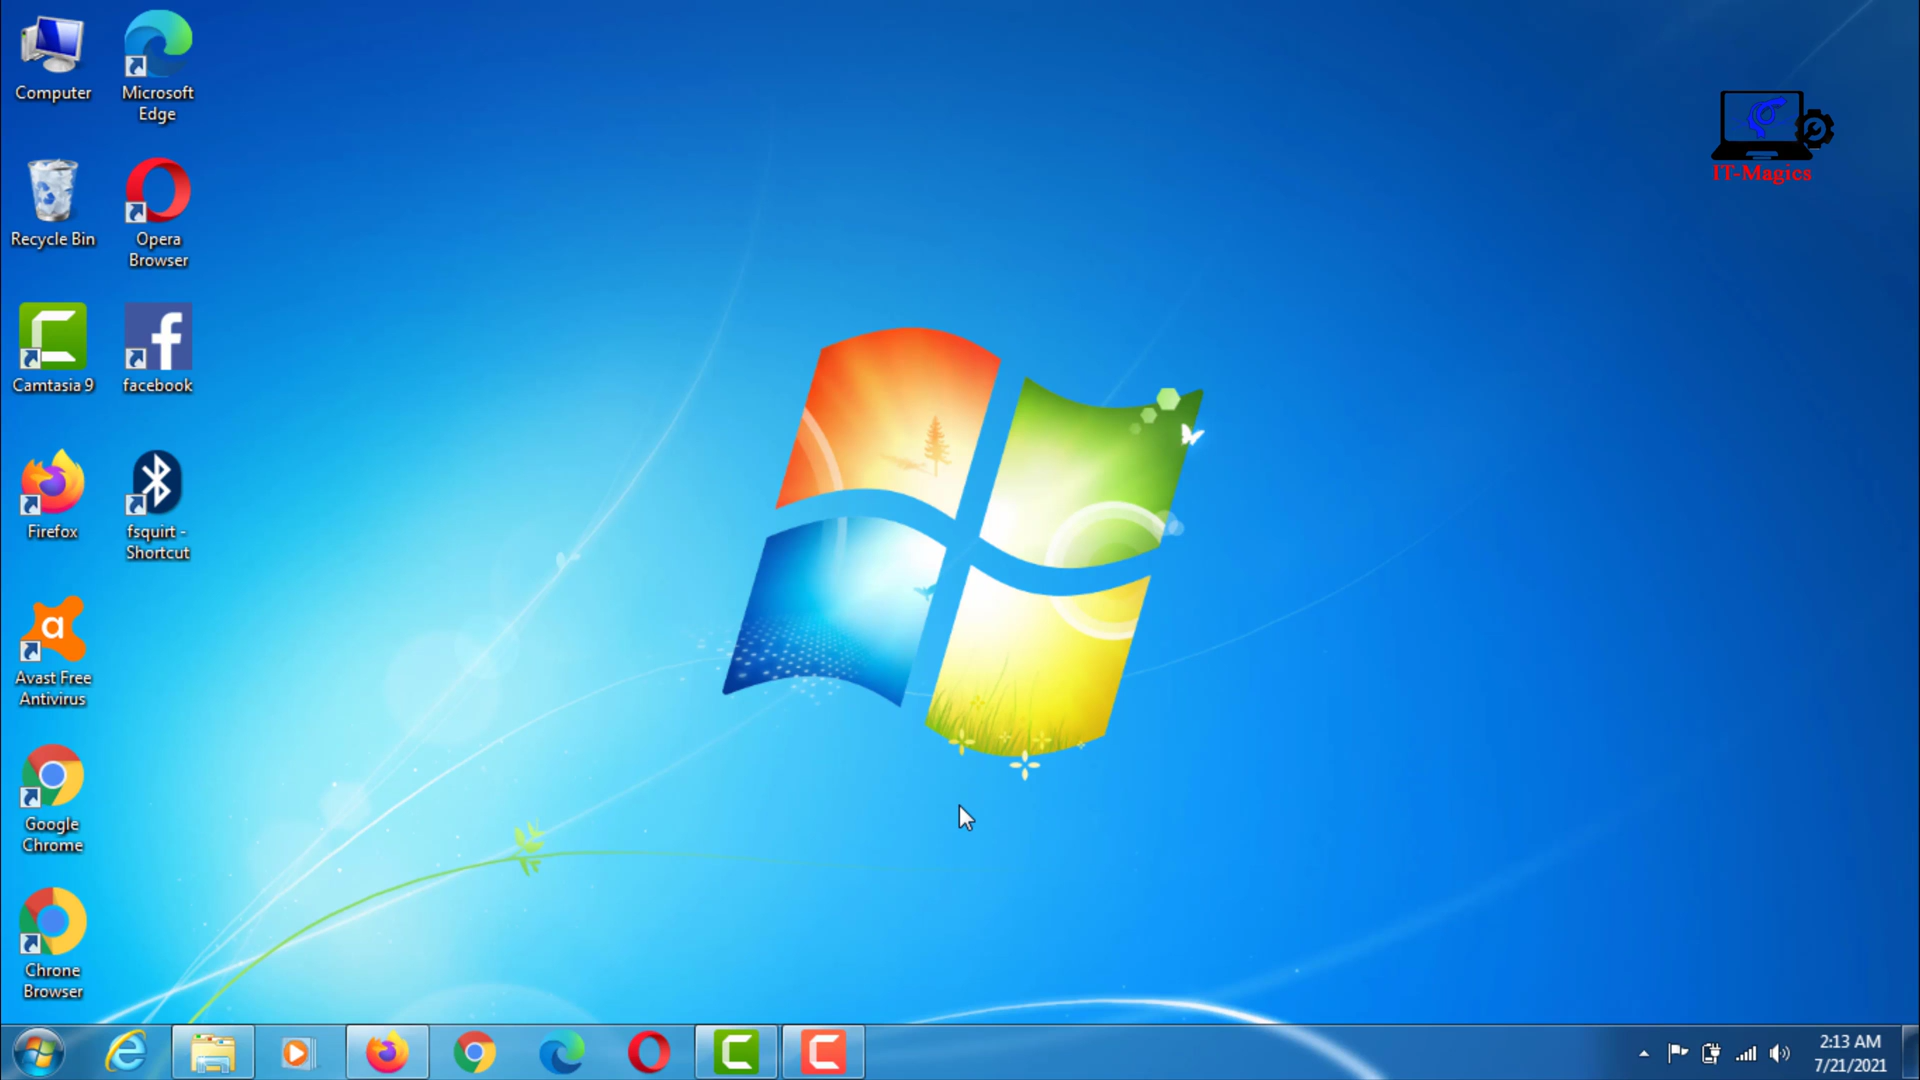 Computer
Microsoft
Edge
Recycle Bin
Opera
Browser
Camtasia 9
facebook
Firefox
fsquirt -
Shortcut
Avast Free
Antivirus
Google
Chrome
Chrone
Browser
IT-Magics
2:13 AM
7/21/2021